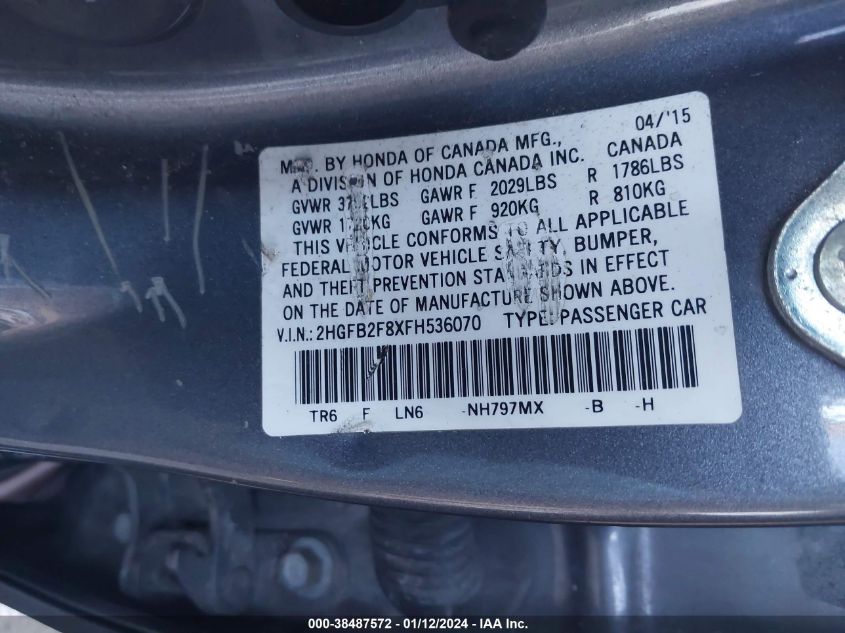 04/'15
BY HONDA OF CANADA MFG.,
A DIVISION OF HONDA CANADA INC. CANADA
GVWR GAWR F 2029LBS R 1786LBS
GVWR GAWR F 920KG R 810KG
THIS VEHICLE CONFORMS TO ALL APPLICABLE
FEDERAL MOTOR VEHICLE SAFETY, BUMPER,
AND THEFT PREVENTION STANDARDS IN EFFECT
ON THE DATE OF MANUFACTURE SHOWN ABOVE.
V.I.N.: 2HGFB2F8XFH536070 TYPE: PASSENGER CAR
TR6 F LN6 -NH797MX -B -H
000-38487572 - 01/12/2024 - IAA Inc.